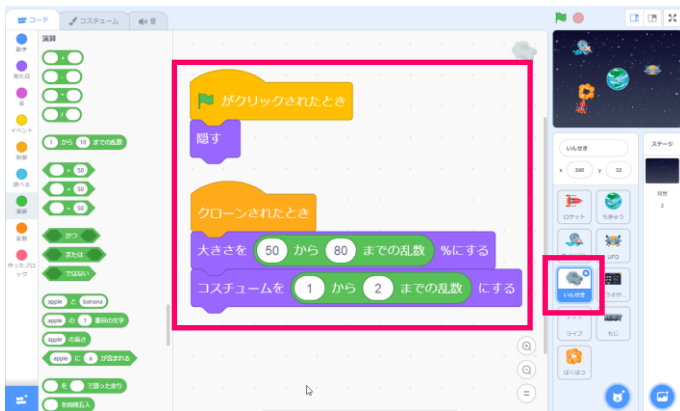 コード
コスチューム
音
演算
動き
見た目
音
イベント
制御
調べる
演算
変数
作ったブロック
+
-
*
/
1 から 10 までの乱数
50
= 50
50
かつ
または
ではない
apple と banana
apple の 1 番目の文字
apple の長さ
apple に a が含まれる
を で割った余り
を四捨五入
がクリックされたとき
隠す
クローンされたとき
大きさを 50 から 80 までの乱数 %にする
コスチュームを 1 から 2 までの乱数 にする
いんせき
x 240 y 32
ステージ
背景
2
ロケット
ちきゅう
UFO
いんせき
ライフ
もじ
ばくはつ